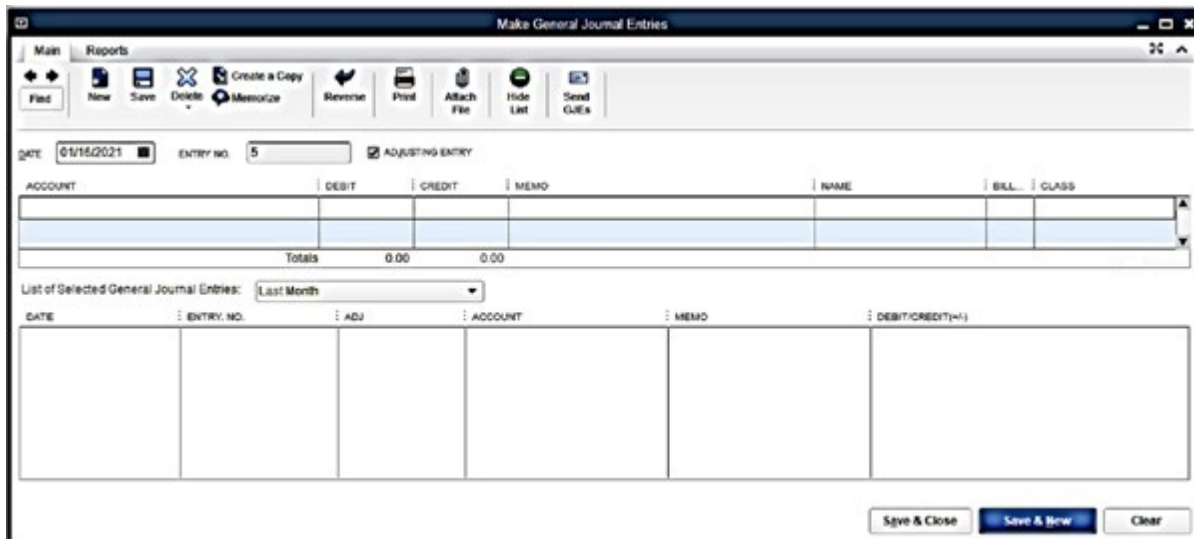 Make General Journal Entries
Main Reports
Find New Save Delete Create a Copy Memorize Reverse Print Attach File Hide List Send GJEs
DATE 01/15/2021 ENTRY NO. 5 ADJUSTING ENTRY
ACCOUNT DEBIT CREDIT MEMO NAME BILL... CLASS
Totals 0.00 0.00
List of Selected General Journal Entries: Last Month
DATE ENTRY. NO. ADJ ACCOUNT MEMO DEBIT/CREDIT(+/-)
Save & Close Save & New Clear